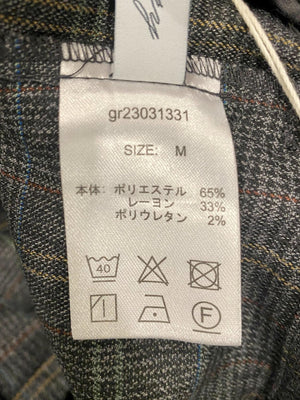 gr23031331
SIZE: M
本体: ポリエステル 65%
レーヨン 33%
ポリウレタン 2%
40
F